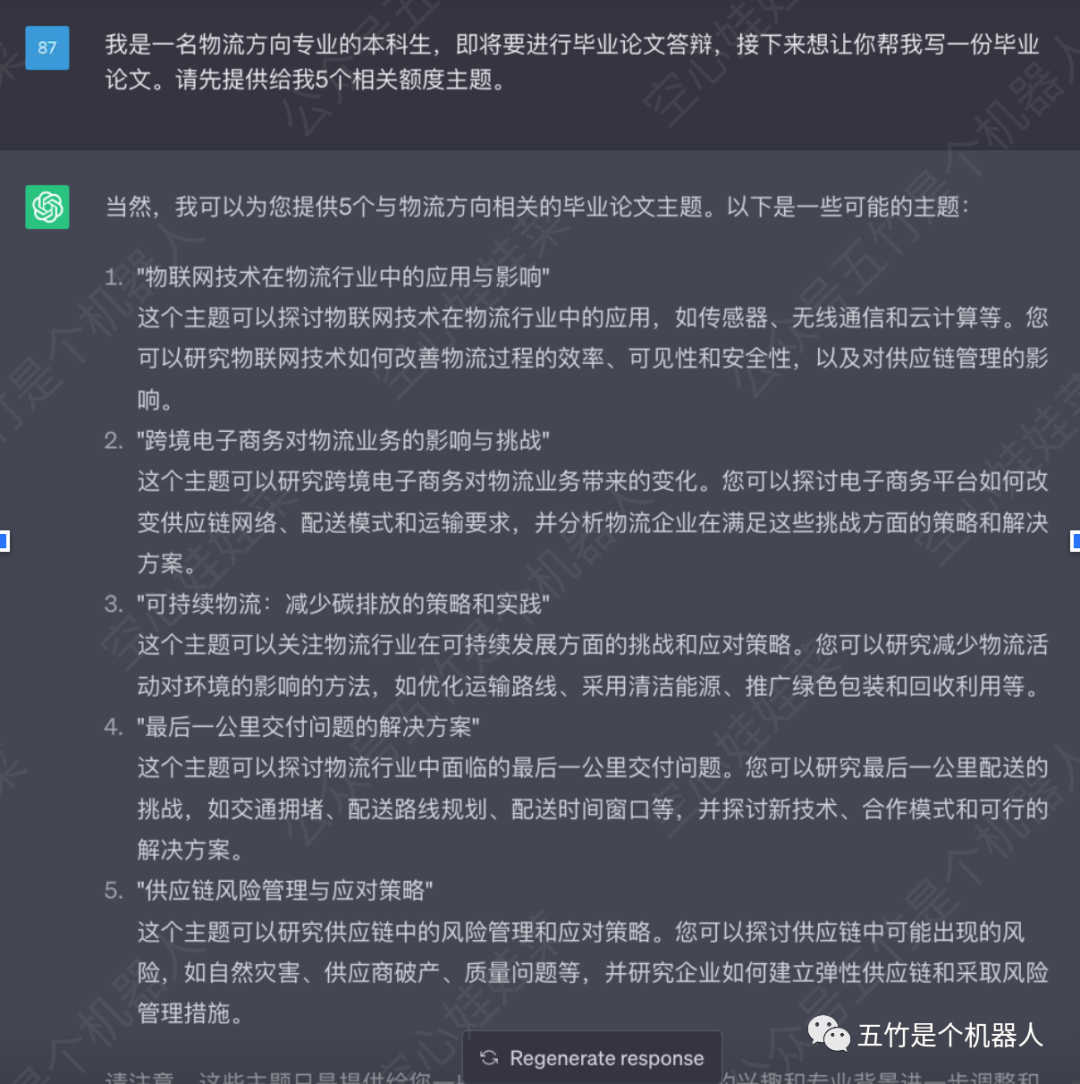 87
我是一名物流方向专业的本科生，即将要进行毕业论文答辩，接下来想让你帮我写一份毕业
论文。请先提供给我5个相关额度主题。
当然，我可以为您提供5个与物流方向相关的毕业论文主题。以下是一些可能的主题：
1. "物联网技术在物流行业中的应用与影响"
这个主题可以探讨物联网技术在物流行业中的应用，如传感器、无线通信和云计算等。您
可以研究物联网技术如何改善物流过程的效率、可见性和安全性，以及对供应链管理的影
响。
2. "跨境电子商务对物流业务的影响与挑战"
这个主题可以研究跨境电子商务对物流业务带来的变化。您可以探讨电子商务平台如何改
变供应链网络、配送模式和运输要求，并分析物流企业在满足这些挑战方面的策略和解决
方案。
3. "可持续物流：减少碳排放的策略和实践"
这个主题可以关注物流行业在可持续发展方面的挑战和应对策略。您可以研究减少物流活
动对环境的影响的方法，如优化运输路线、采用清洁能源、推广绿色包装和回收利用等。
4. "最后一公里交付问题的解决方案"
这个主题可以探讨物流行业中面临的最后一公里交付问题。您可以研究最后一公里配送的
挑战，如交通拥堵、配送路线规划、配送时间窗口等，并探讨新技术、合作模式和可行的
解决方案。
5. "供应链风险管理与应对策略"
这个主题可以研究供应链中的风险管理和应对策略。您可以探讨供应链中可能出现的风
险，如自然灾害、供应商破产、质量问题等，并研究企业如何建立弹性供应链和采取风险
管理措施。
五竹是个机器人
Regenerate response
请注意，这些主题只是提供给您一
的兴趣和专业背景进一步调整和
公众号五竹是个机器人
空心娃娃菜